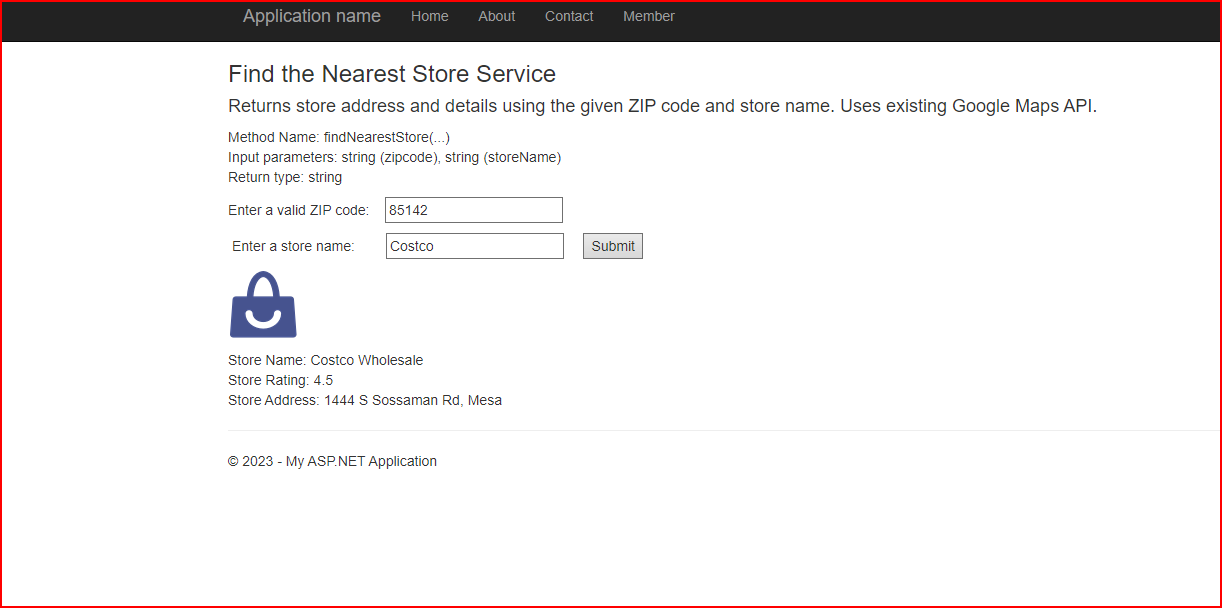 Application name Home About Contact Member
Find the Nearest Store Service
Returns store address and details using the given ZIP code and store name. Uses existing Google Maps API.
Method Name: findNearestStore(...)
Input parameters: string (zipcode), string (storeName)
Return type: string
Enter a valid ZIP code: 85142
Enter a store name: Costco Submit
Store Name: Costco Wholesale
Store Rating: 4.5
Store Address: 1444 S Sossaman Rd, Mesa
© 2023 - My ASP.NET Application